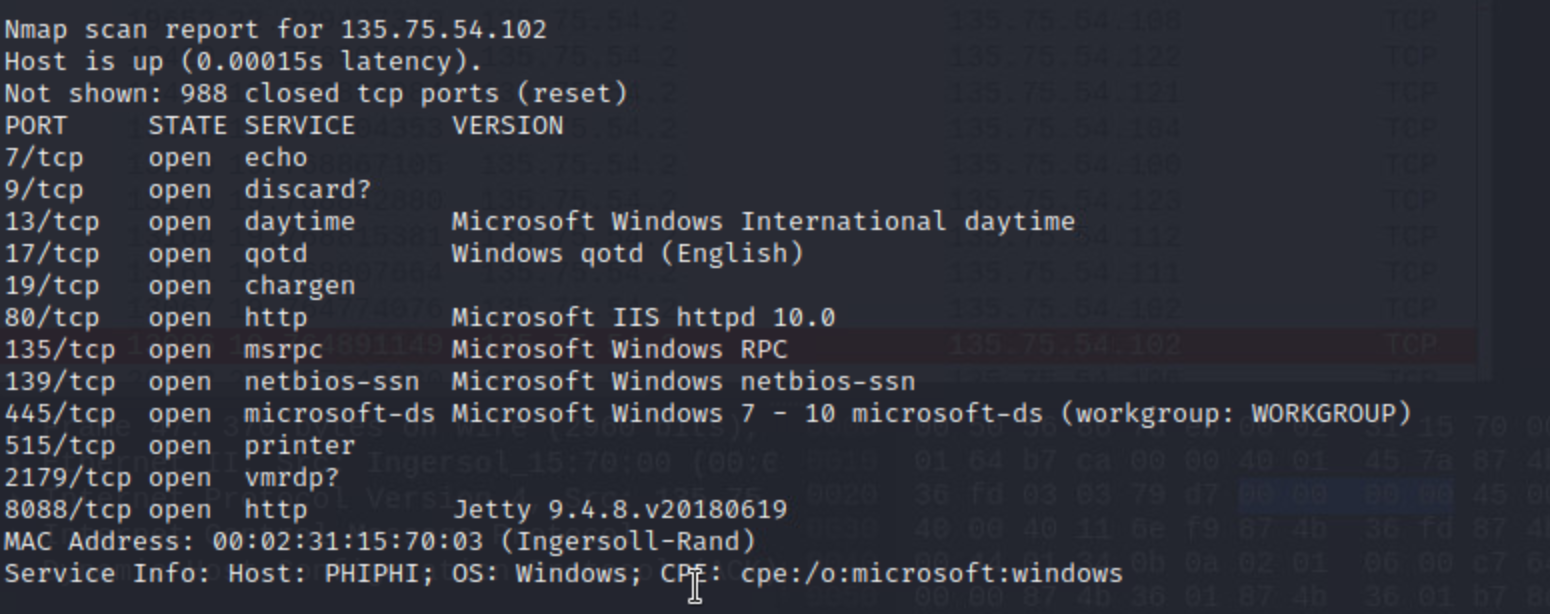 Nmap scan report for 135.75.54.102
Host is up (0.00015s latency).
Not shown: 988 closed tcp ports (reset)
PORT     STATE SERVICE      VERSION
7/tcp    open  echo
9/tcp    open  discard?
13/tcp   open  daytime      Microsoft Windows International daytime
17/tcp   open  qotd         Windows qotd (English)
19/tcp   open  chargen
80/tcp   open  http         Microsoft IIS httpd 10.0
135/tcp  open  msrpc        Microsoft Windows RPC
139/tcp  open  netbios-ssn  Microsoft Windows netbios-ssn
445/tcp  open  microsoft-ds Microsoft Windows 7 - 10 microsoft-ds (workgroup: WORKGROUP)
515/tcp  open  printer
2179/tcp open  vmrdp?
8088/tcp open  http         Jetty 9.4.8.v20180619
MAC Address: 00:02:31:15:70:03 (Ingersoll-Rand)
Service Info: Host: PHIPHI; OS: Windows; CPE: cpe:/o:microsoft:windows